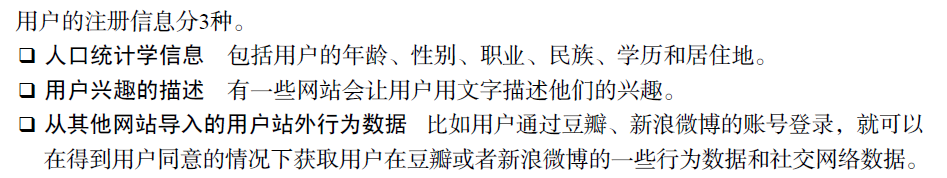 用户的注册信息分3种。
❑ 人口统计学信息 包括用户的年龄、性别、职业、民族、学历和居住地。
❑ 用户兴趣的描述 有一些网站会让用户用文字描述他们的兴趣。
❑ 从其他网站导入的用户站外行为数据 比如用户通过豆瓣、新浪微博的账号登录，就可以
在得到用户同意的情况下获取用户在豆瓣或者新浪微博的一些行为数据和社交网络数据。